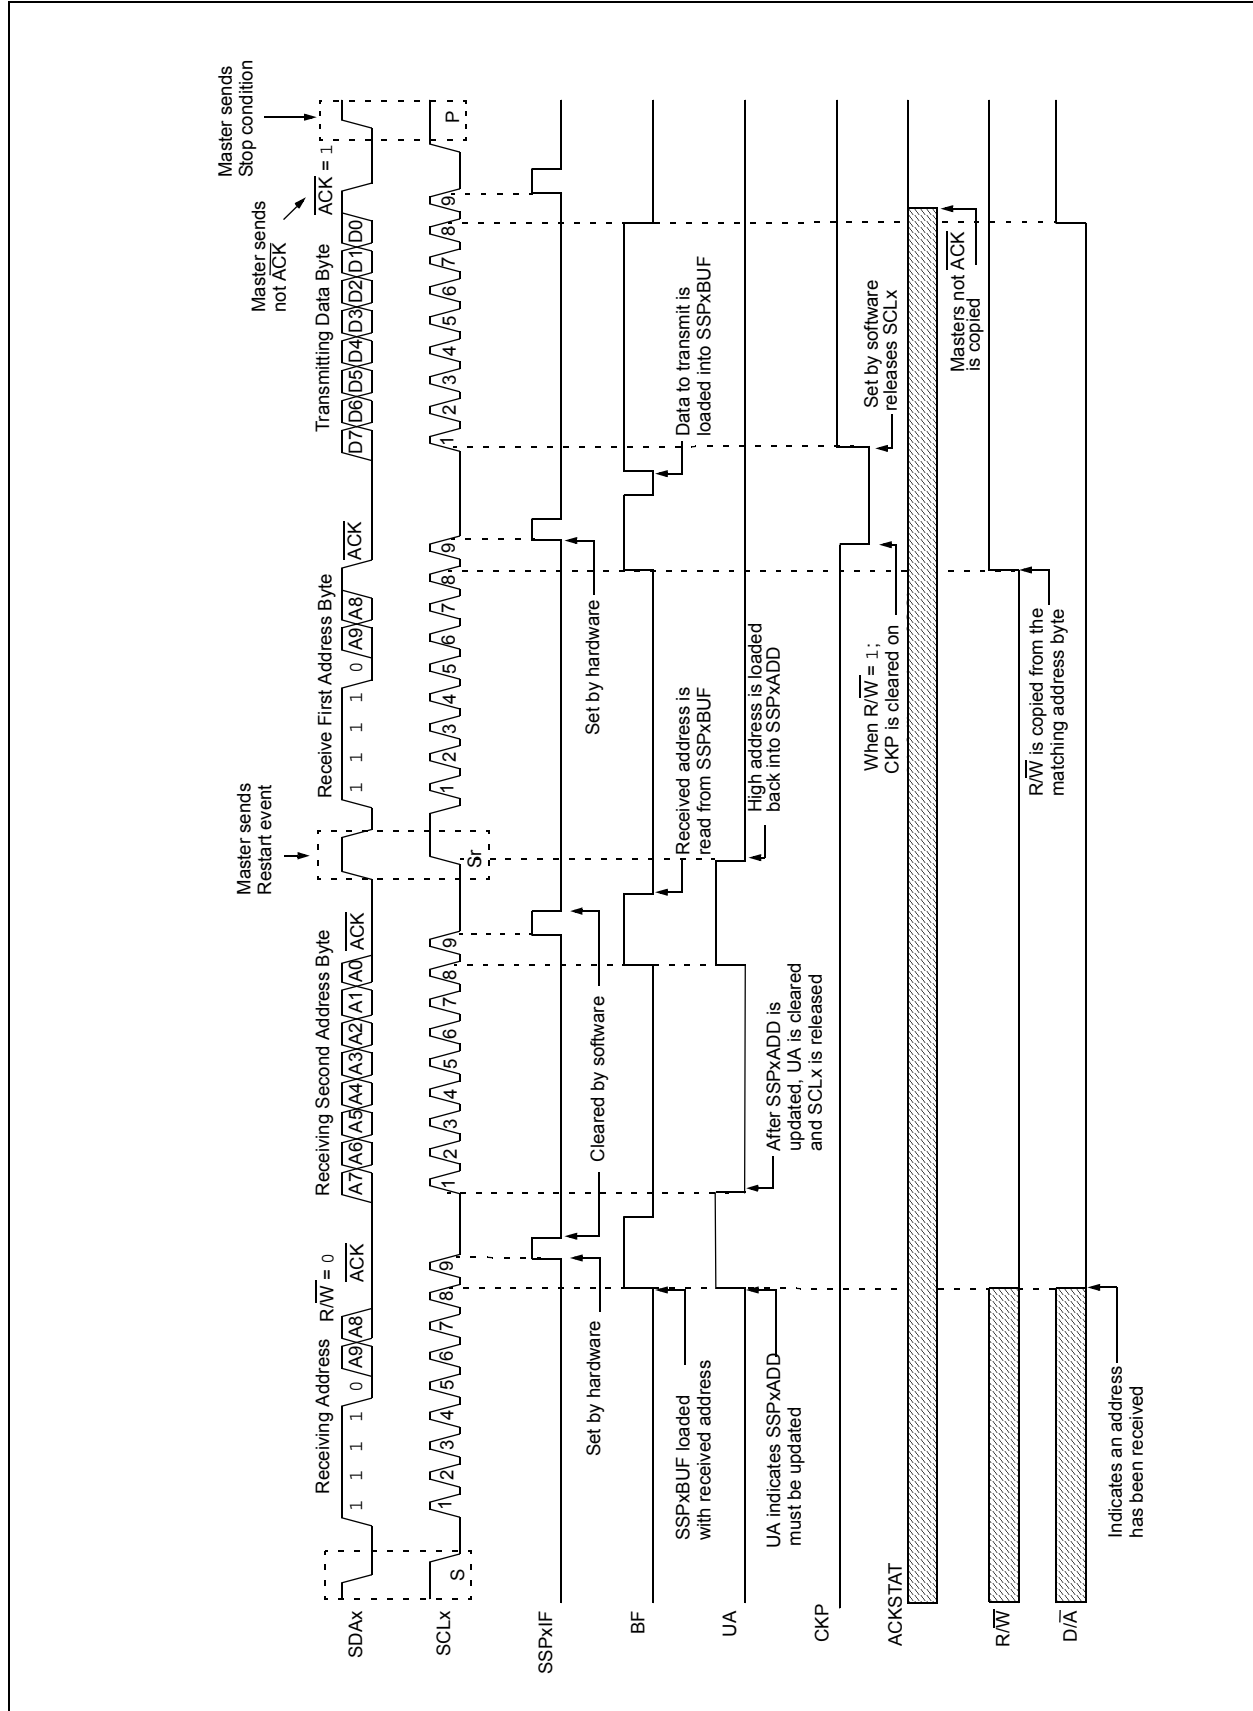 Master sends
Stop condition
Master sends
not ACK
Master sends
Restart event
Receiving Address R/W = 0
ACK
Receiving Second Address Byte
ACK
Receive First Address Byte
ACK
Transmitting Data Byte
ACK = 1
SDAx
1 1 1 1 0 A9 A8
A7 A6 A5 A4 A3 A2 A1 A0
1 1 1 1 0 A9 A8
D7 D6 D5 D4 D3 D2 D1 D0
SCLx
S
1 2 3 4 5 6 7 8 9
1 2 3 4 5 6 7 8 9
Sr
1 2 3 4 5 6 7 8 9
1 2 3 4 5 6 7 8 9
P
SSPxIF
Set by hardware
Cleared by software
Set by hardware
BF
SSPxBUF loaded
with received address
Received address is
read from SSPxBUF
Data to transmit is
loaded into SSPxBUF
UA
UA indicates SSPxADD
must be updated
After SSPxADD is
updated, UA is cleared
and SCLx is released
High address is loaded
back into SSPxADD
CKP
When R/W = 1;
CKP is cleared on
Set by software
releases SCLx
ACKSTAT
Masters not ACK
is copied
R/W
R/W is copied from the
matching address byte
D/A
Indicates an address
has been received